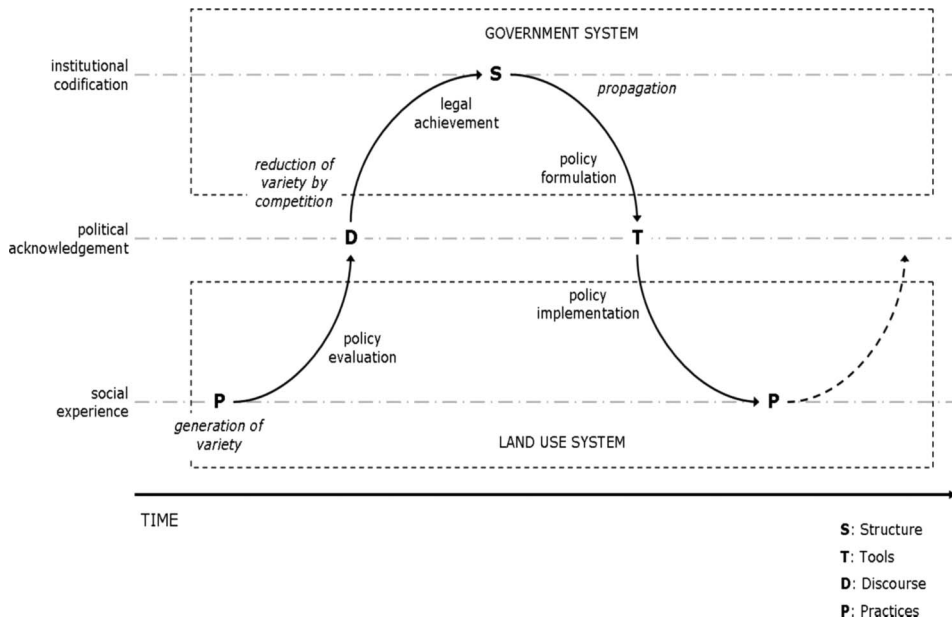 GOVERNMENT SYSTEM
institutional
codification
S
propagation
legal
achievement
reduction of
variety by
competition
policy
formulation
political
acknowledgement
D
T
policy
implementation
policy
evaluation
social
experience
P
P
generation of
variety
LAND USE SYSTEM
TIME
S: Structure
T: Tools
D: Discourse
P: Practices